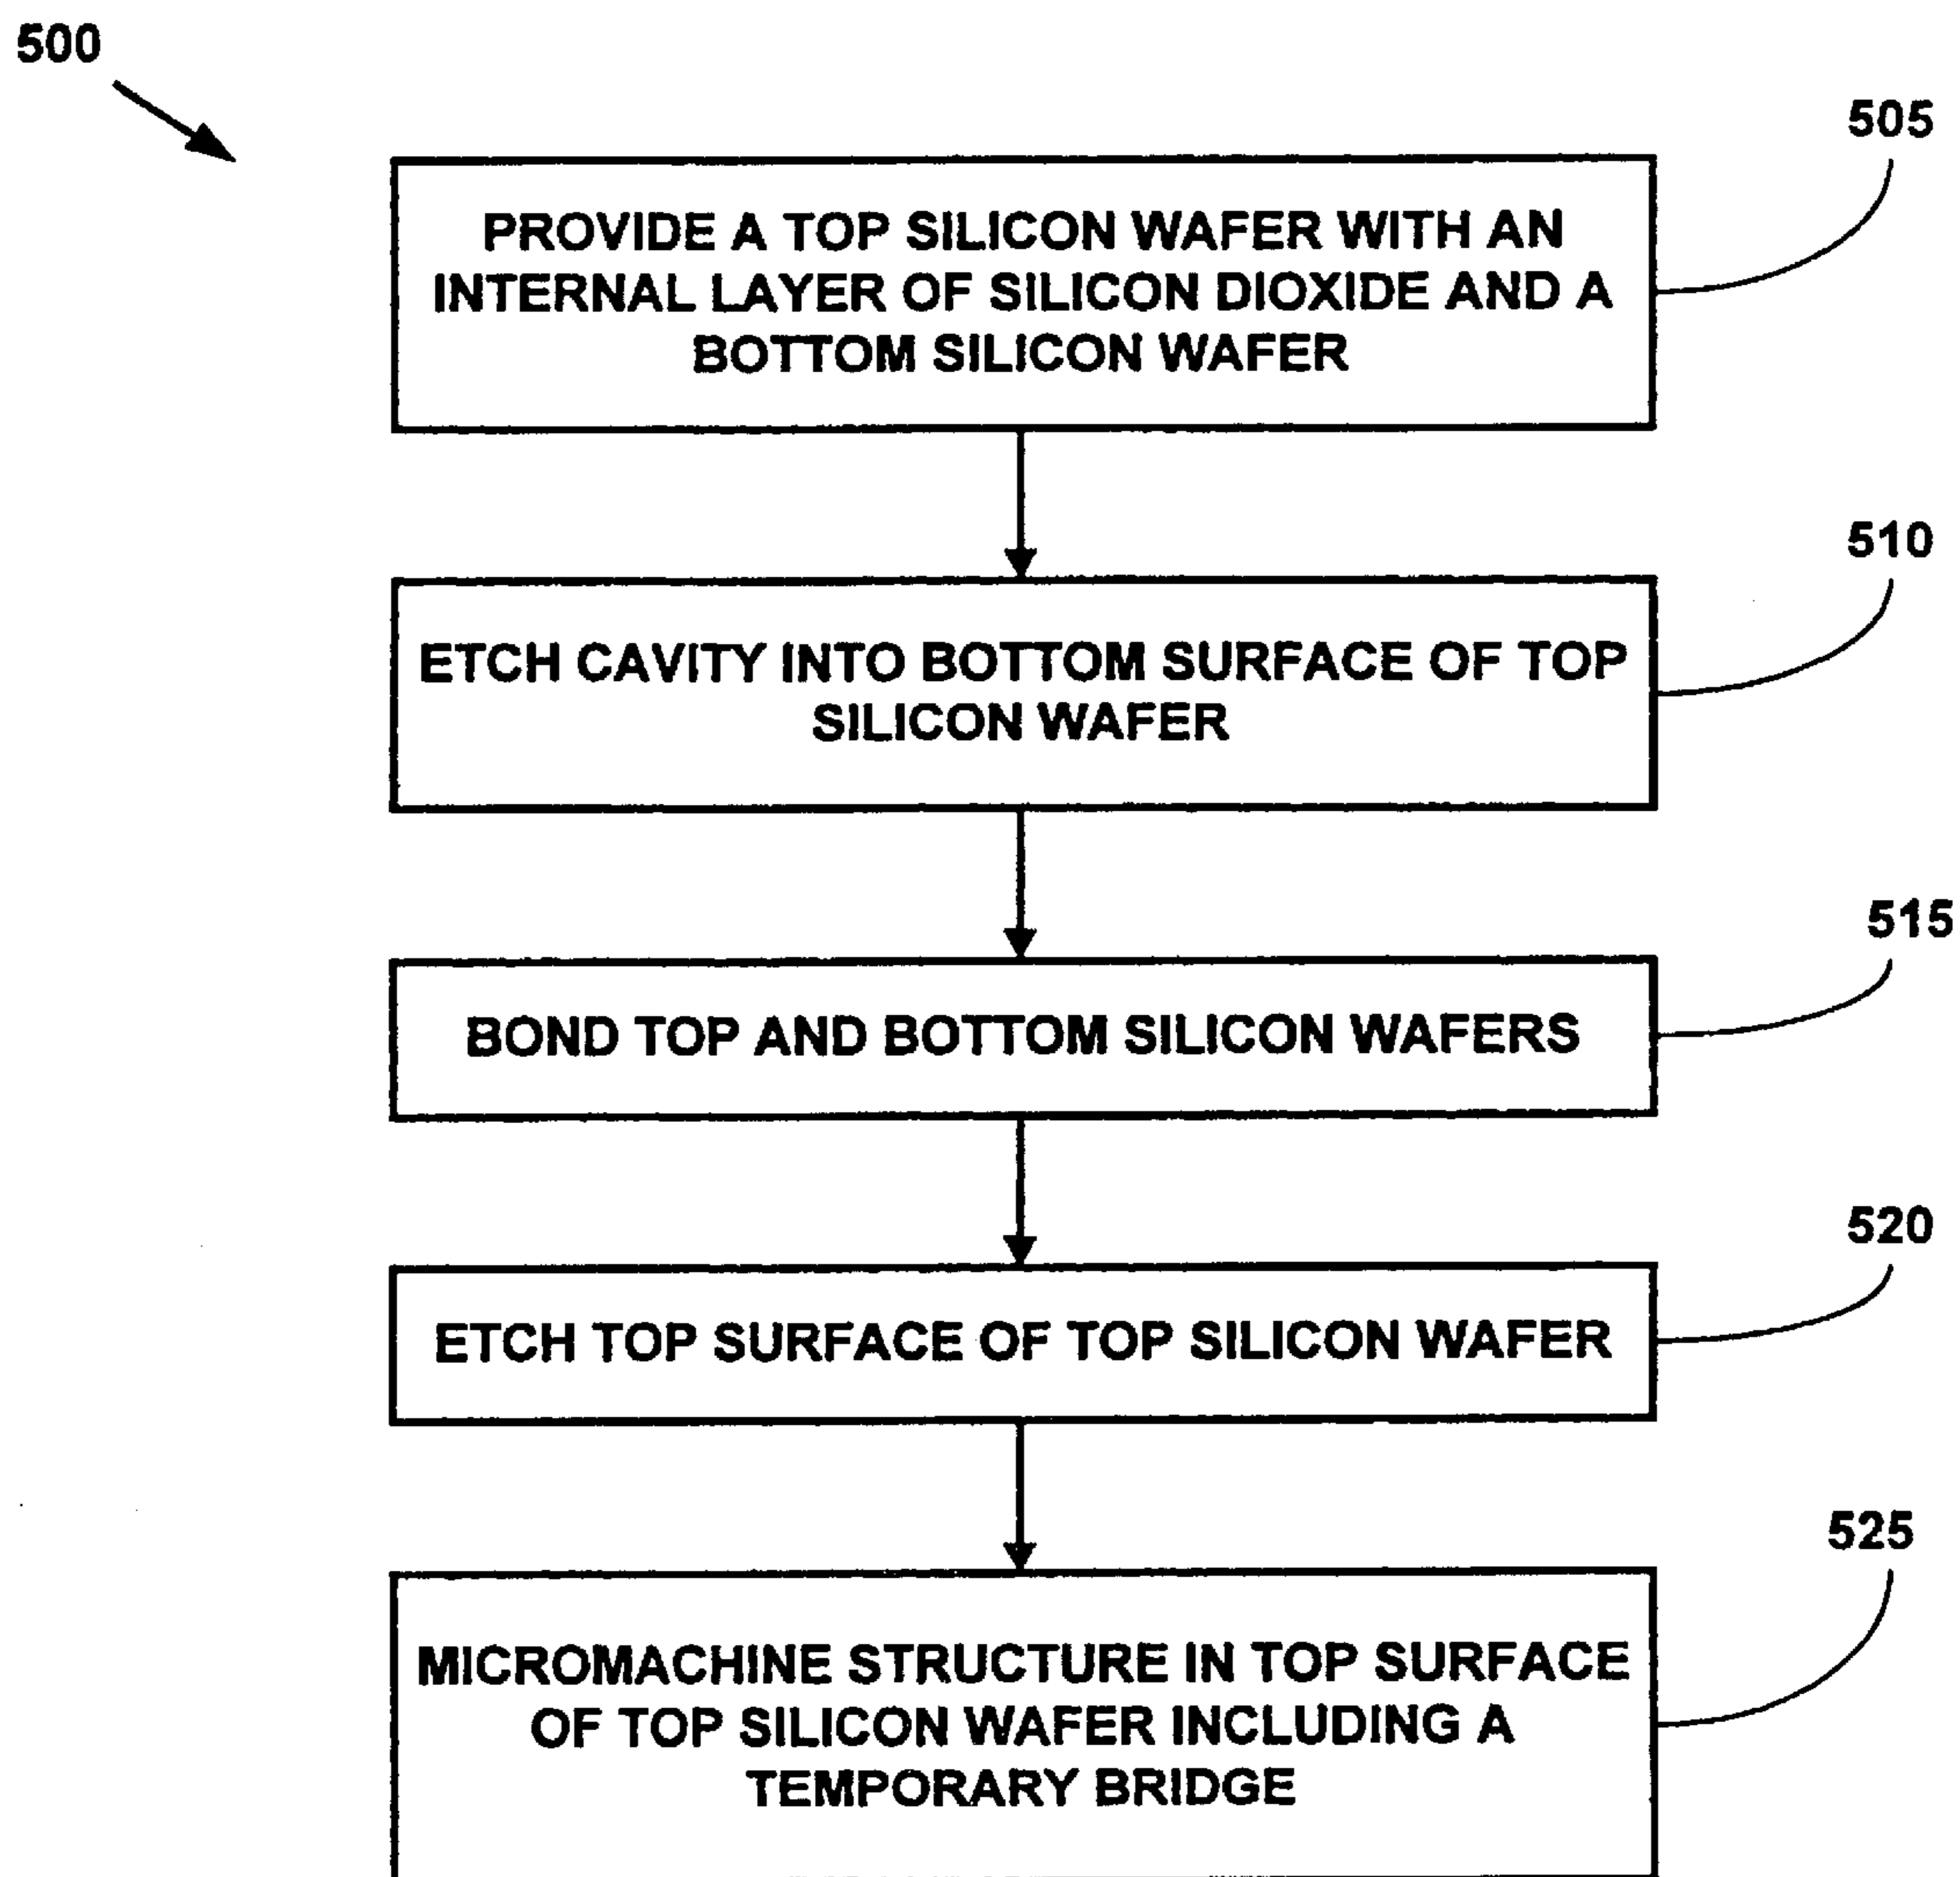 500
505
PROVIDE A TOP SILICON WAFER WITH AN
INTERNAL LAYER OF SILICON DIOXIDE AND A
BOTTOM SILICON WAFER
510
ETCH CAVITY INTO BOTTOM SURFACE OF TOP
SILICON WAFER
515
BOND TOP AND BOTTOM SILICON WAFERS
520
ETCH TOP SURFACE OF TOP SILICON WAFER
525
MICROMACHINE STRUCTURE IN TOP SURFACE
OF TOP SILICON WAFER INCLUDING A
TEMPORARY BRIDGE